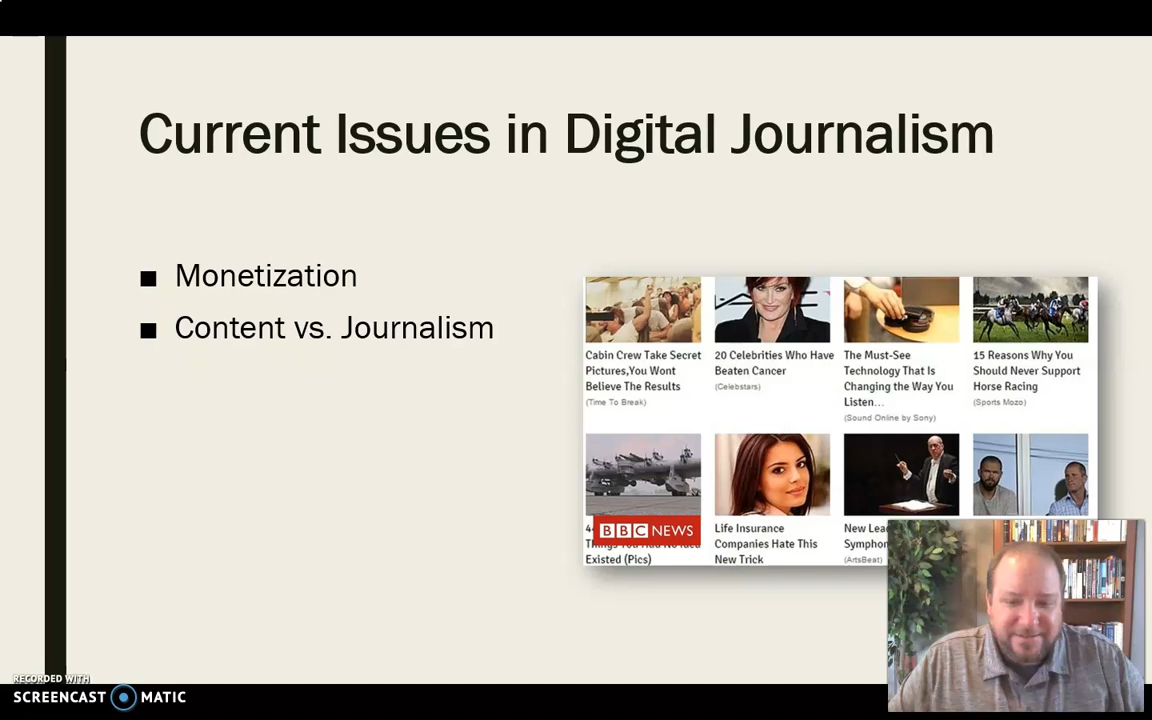 Current Issues in Digital Journalism
■ Monetization
■ Content vs. Journalism
Cabin Crew Take Secret
Pictures,You Wont
Believe The Results
(Time To Break)
20 Celebrities Who Have
Beaten Cancer
(Celebstars)
The Must-See
Technology That Is
Changing the Way You
Listen...
(Sound Online by Sony)
15 Reasons Why You
Should Never Support
Horse Racing
(Sports Mozo)
BBC NEWS
Things You Had No Idea
Existed (Pics)
Life Insurance
Companies Hate This
New Trick
New
(ArtsBeat)
RECORDED WITH
SCREENCAST MATIC